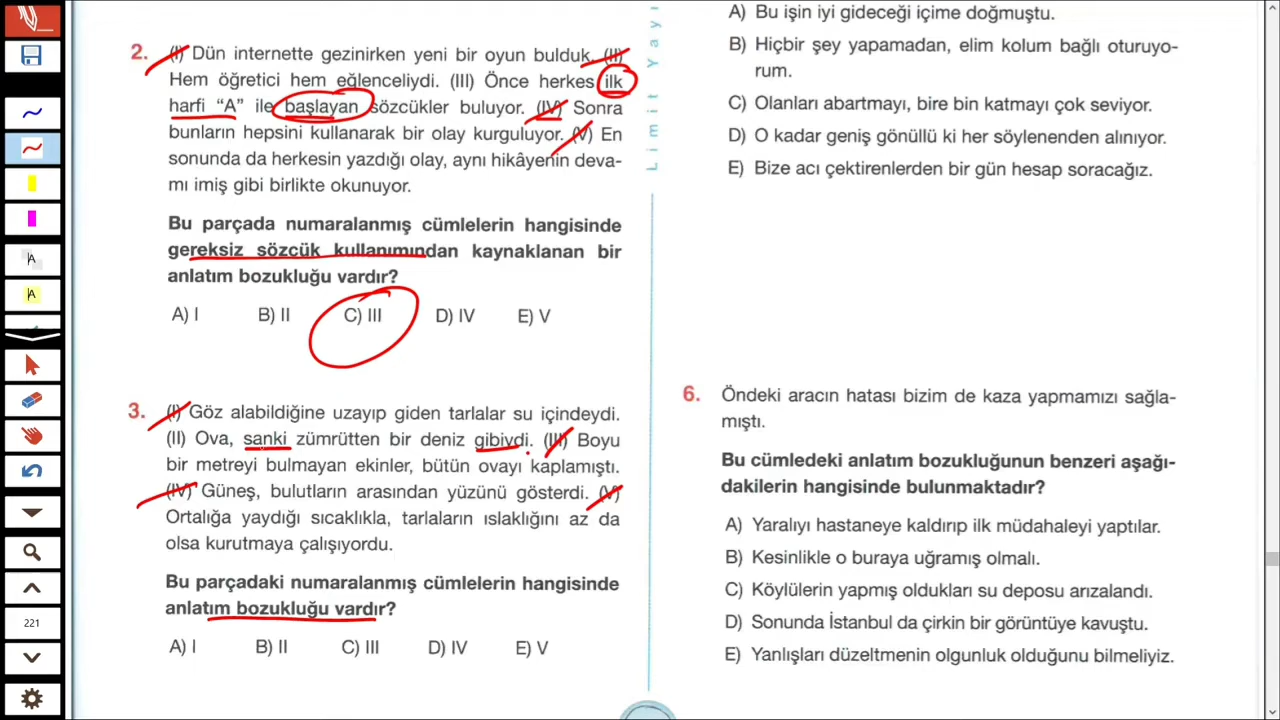 2. (I) Dün internette gezinirken yeni bir oyun bulduk. (II)
Hem öğretici hem eğlenceliydi. (III) Önce herkes ilk
harfi “A” ile başlayan sözcükler buluyor. (IV) Sonra
bunların hepsini kullanarak bir olay kurguluyor. (V) En
sonunda da herkesin yazdığı olay, aynı hikâyenin deva-
mı imiş gibi birlikte okunuyor.
Bu parçada numaralanmış cümlelerin hangisinde
gereksiz sözcük kullanımından kaynaklanan bir
anlatım bozukluğu vardır?
A) I B) II C) III D) IV E) V
3. (I) Göz alabildiğine uzayıp giden tarlalar su içindeydi.
(II) Ova, sanki zümrütten bir deniz gibiydi. (III) Boyu
bir metreyi bulmayan ekinler, bütün ovayı kaplamıştı.
(IV) Güneş, bulutların arasından yüzünü gösterdi. (V)
Ortalığa yaydığı sıcaklıkla, tarlaların ıslaklığını az da
olsa kurutmaya çalışıyordu.
Bu parçadaki numaralanmış cümlelerin hangisinde
anlatım bozukluğu vardır?
A) I B) II C) III D) IV E) V
Limit Yayı
A) Bu işin iyi gideceği içime doğmuştu.
B) Hiçbir şey yapamadan, elim kolum bağlı oturuyo-
rum.
C) Olanları abartmayı, bire bin katmayı çok seviyor.
D) O kadar geniş gönüllü ki her söylenenden alınıyor.
E) Bize acı çektirenlerden bir gün hesap soracağız.
6. Öndeki aracın hatası bizim de kaza yapmamızı sağla-
mıştı.
Bu cümledeki anlatım bozukluğunun benzeri aşağı-
dakilerin hangisinde bulunmaktadır?
A) Yaralıyı hastaneye kaldırıp ilk müdahaleyi yaptılar.
B) Kesinlikle o buraya uğramış olmalı.
C) Köylülerin yapmış oldukları su deposu arızalandı.
D) Sonunda İstanbul da çirkin bir görüntüye kavuştu.
E) Yanlışları düzeltmenin olgunluk olduğunu bilmeliyiz.
A
A
221